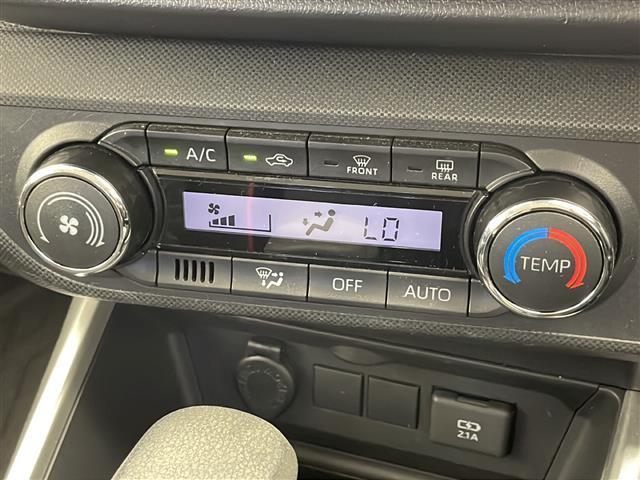 A/C
FRONT
REAR
LO
TEMP
OFF
AUTO
2.1A